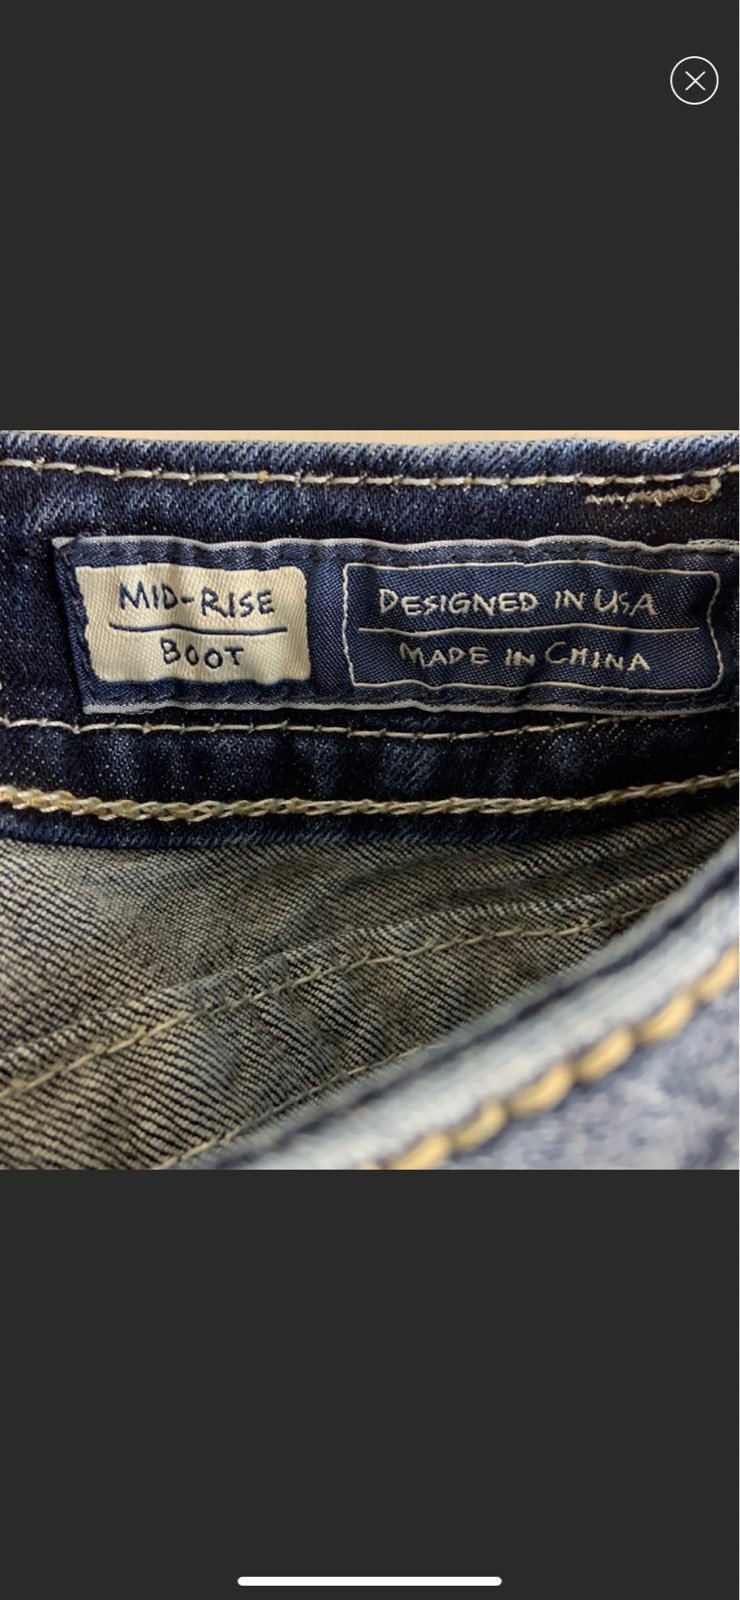 MID-RISE
BOOT
DESIGNED IN USA
MADE IN CHINA